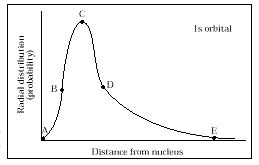 C
1s orbital
Radial distribution
(probability)
B
D
A
E
Distance from nucleus